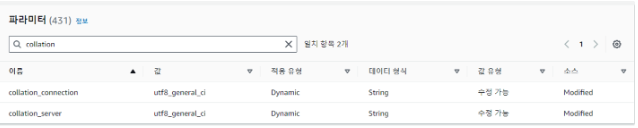 파라미터 (431) 정보
collation 일치 항목 2개 1
이름 값 적용 유형 데이터 형식 값 유형 소스
collation_connection utf8_general_ci Dynamic String 수정 가능 Modified
collation_server utf8_general_ci Dynamic String 수정 가능 Modified